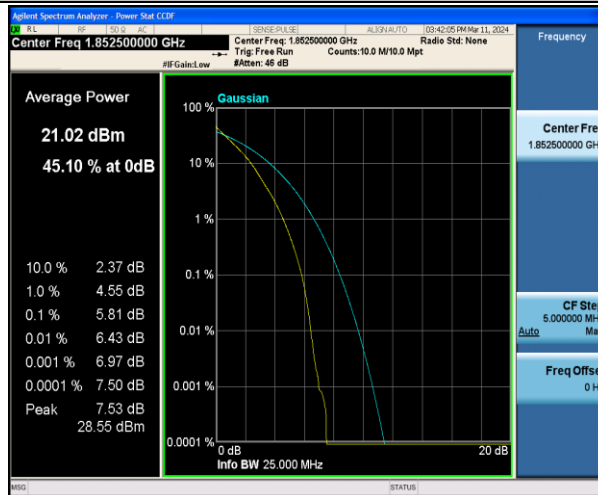 Agilent Spectrum Analyzer - Power Stat CCDF
RL RF 50 Ω AC SENSE:PULSE ALIGN AUTO 03:42:05 PM Mar 11, 2024
Center Freq 1.852500000 GHz
Center Freq: 1.852500000 GHz Radio Std: None
Trig: Free Run Counts:10.0 M/10.0 Mpt
#IFGain:Low #Atten: 46 dB
Frequency
Average Power
21.02 dBm
45.10 % at 0dB
10.0 % 2.37 dB
1.0 % 4.55 dB
0.1 % 5.81 dB
0.01 % 6.43 dB
0.001 % 6.97 dB
0.0001 % 7.50 dB
Peak 7.53 dB
28.55 dBm
Gaussian
100 %
10 %
1 %
0.1 %
0.01 %
0.001 %
0.0001 %
0 dB 20 dB
Info BW 25.000 MHz
Center Fre
1.852500000 GH
CF Ste
5.000000 MH
Auto Ma
Freq Offse
0 H
MSG STATUS